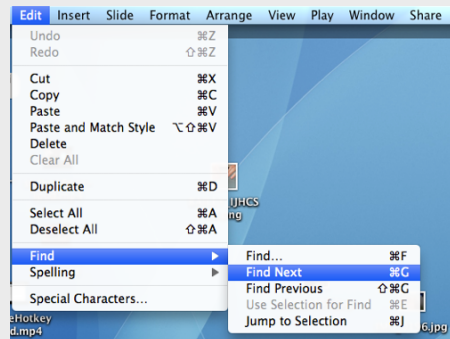 Edit Insert Slide Format Arrange View Play Window Share
Undo ⌘Z
Redo ⇧⌘Z
Cut ⌘X
Copy ⌘C
Paste ⌘V
Paste and Match Style ⌥⇧⌘V
Delete
Clear All
Duplicate ⌘D
Select All ⌘A
Deselect All ⇧⌘A
Find
Spelling
Special Characters...
Find... ⌘F
Find Next ⌘G
Find Previous ⇧⌘G
Use Selection for Find ⌘E
Jump to Selection ⌘J
_IJHCS
ng
eHotkey
d.mp4
6.jpg